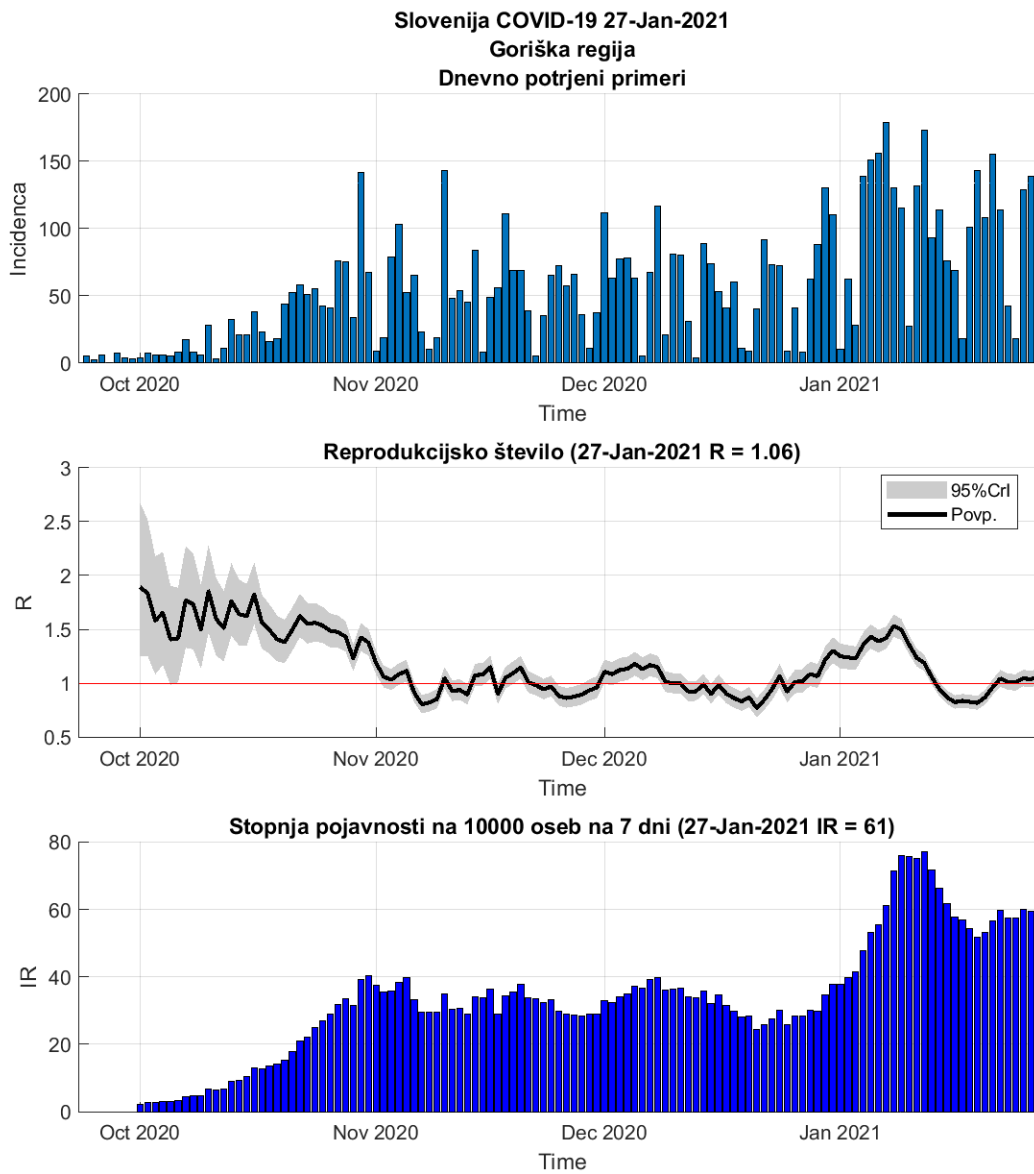 Slovenija COVID-19 27-Jan-2021
Goriška regija
Dnevno potrjeni primeri
200
150
100
50
0
Incidenca
Oct 2020
Nov 2020
Dec 2020
Jan 2021
Time
Reprodukcijsko število (27-Jan-2021 R = 1.06)
3
2.5
2
1.5
1
0.5
R
95%CrI
Povp.
Oct 2020
Nov 2020
Dec 2020
Jan 2021
Time
Stopnja pojavnosti na 10000 oseb na 7 dni (27-Jan-2021 IR = 61)
80
60
40
20
0
IR
Oct 2020
Nov 2020
Dec 2020
Jan 2021
Time